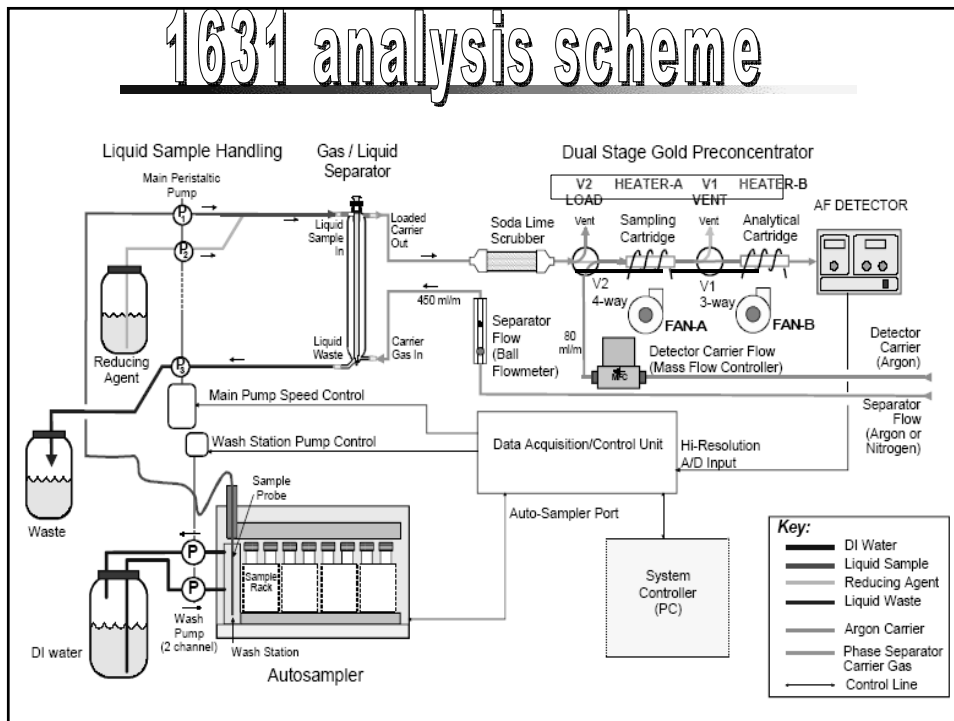 1631 analysis scheme
Liquid Sample Handling
Main Peristaltic
Pump
P1
P2
P3
Reducing
Agent
Gas / Liquid
Separator
Liquid
Sample
In
Loaded
Carrier
Out
450 ml/m
Liquid
Waste
Carrier
Gas In
Soda Lime
Scrubber
Separator
Flow
(Ball
Flowmeter)
Dual Stage Gold Preconcentrator
V2 HEATER-A V1 HEATER-B
LOAD VENT
Vent
Sampling
Cartridge
Vent
Analytical
Cartridge
AF DETECTOR
V2
4-way
V1
3-way
FAN-A
FAN-B
80
ml/m
Detector Carrier Flow
(Mass Flow Controller)
MFC
Detector
Carrier
(Argon)
Separator
Flow
(Argon or
Nitrogen)
Main Pump Speed Control
Wash Station Pump Control
Data Acquisition/Control Unit
Hi-Resolution
A/D Input
Waste
Sample
Probe
Auto-Sampler Port
P
P
Sample
Rack
Wash
Pump
(2 channel)
Wash Station
DI water
Autosampler
System
Controller
(PC)
Key:
DI Water
Liquid Sample
Reducing Agent
Liquid Waste
Argon Carrier
Phase Separator
Carrier Gas
Control Line